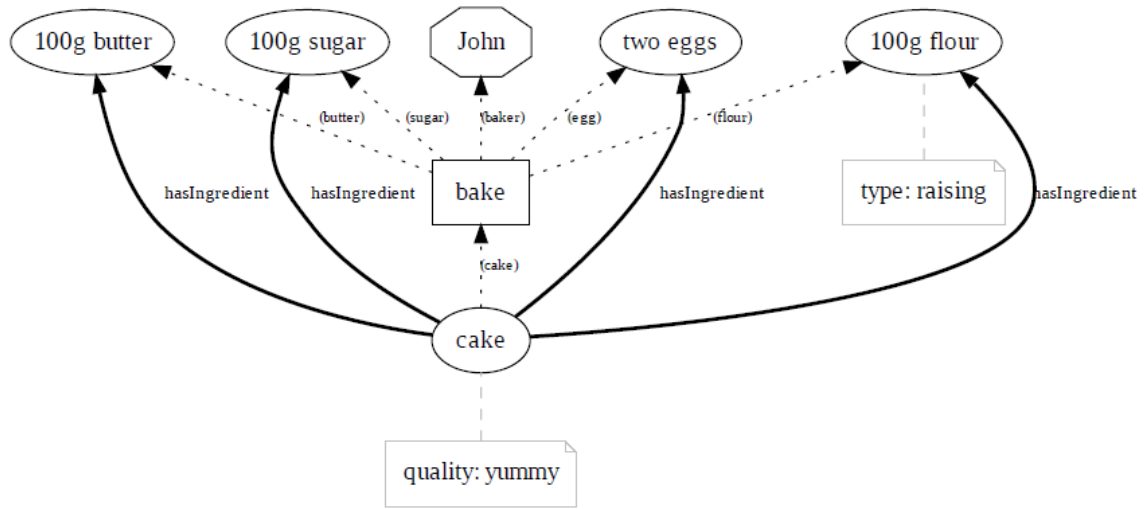 100g butter
100g sugar
John
two eggs
100g flour
(butter)
(sugar)
(baker)
(egg)
(flour)
hasIngredient
hasIngredient
bake
hasIngredient
type: raising
hasIngredient
(cake)
cake
quality: yummy